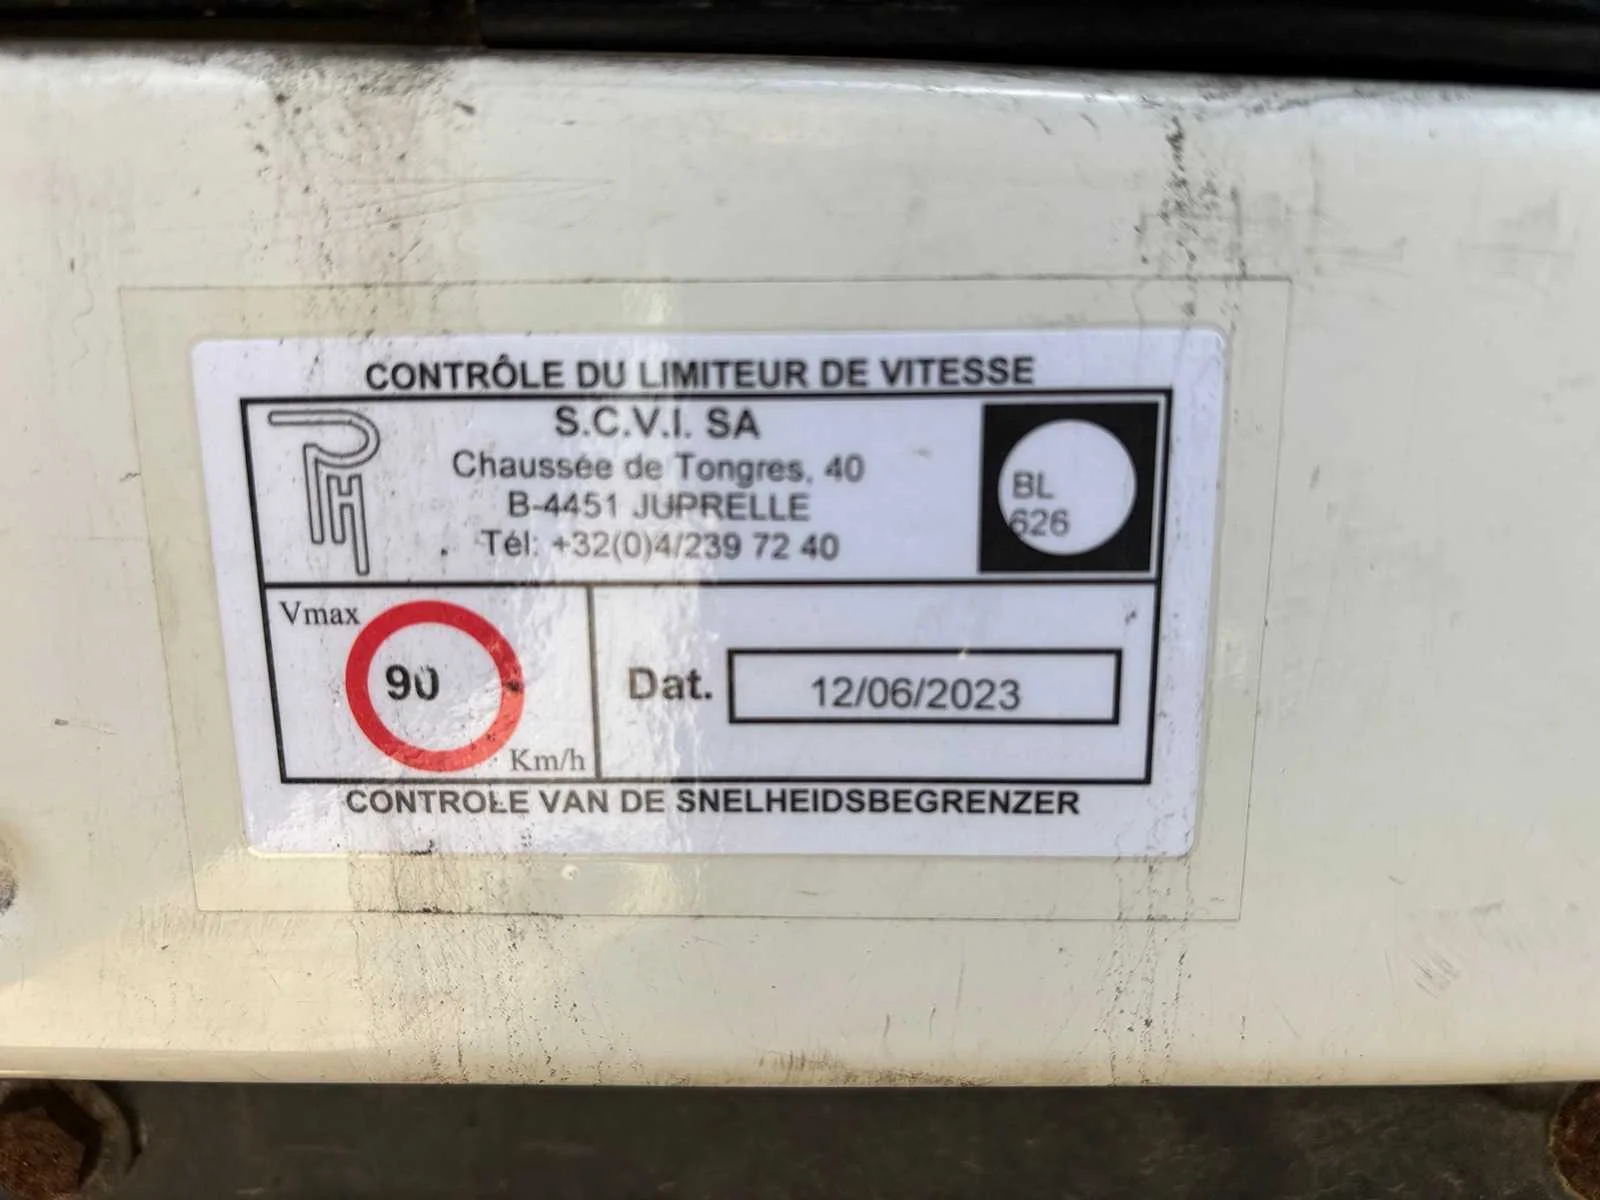 CONTRÔLE DU LIMITEUR DE VITESSE
S.C.V.I. SA
Chaussée de Tongres, 40
B-4451 JUPRELLE
Tél: +32(0)4/239 72 40
BL
626
Vmax
90
Km/h
Dat.
12/06/2023
CONTROLE VAN DE SNELHEIDSBEGRENZER